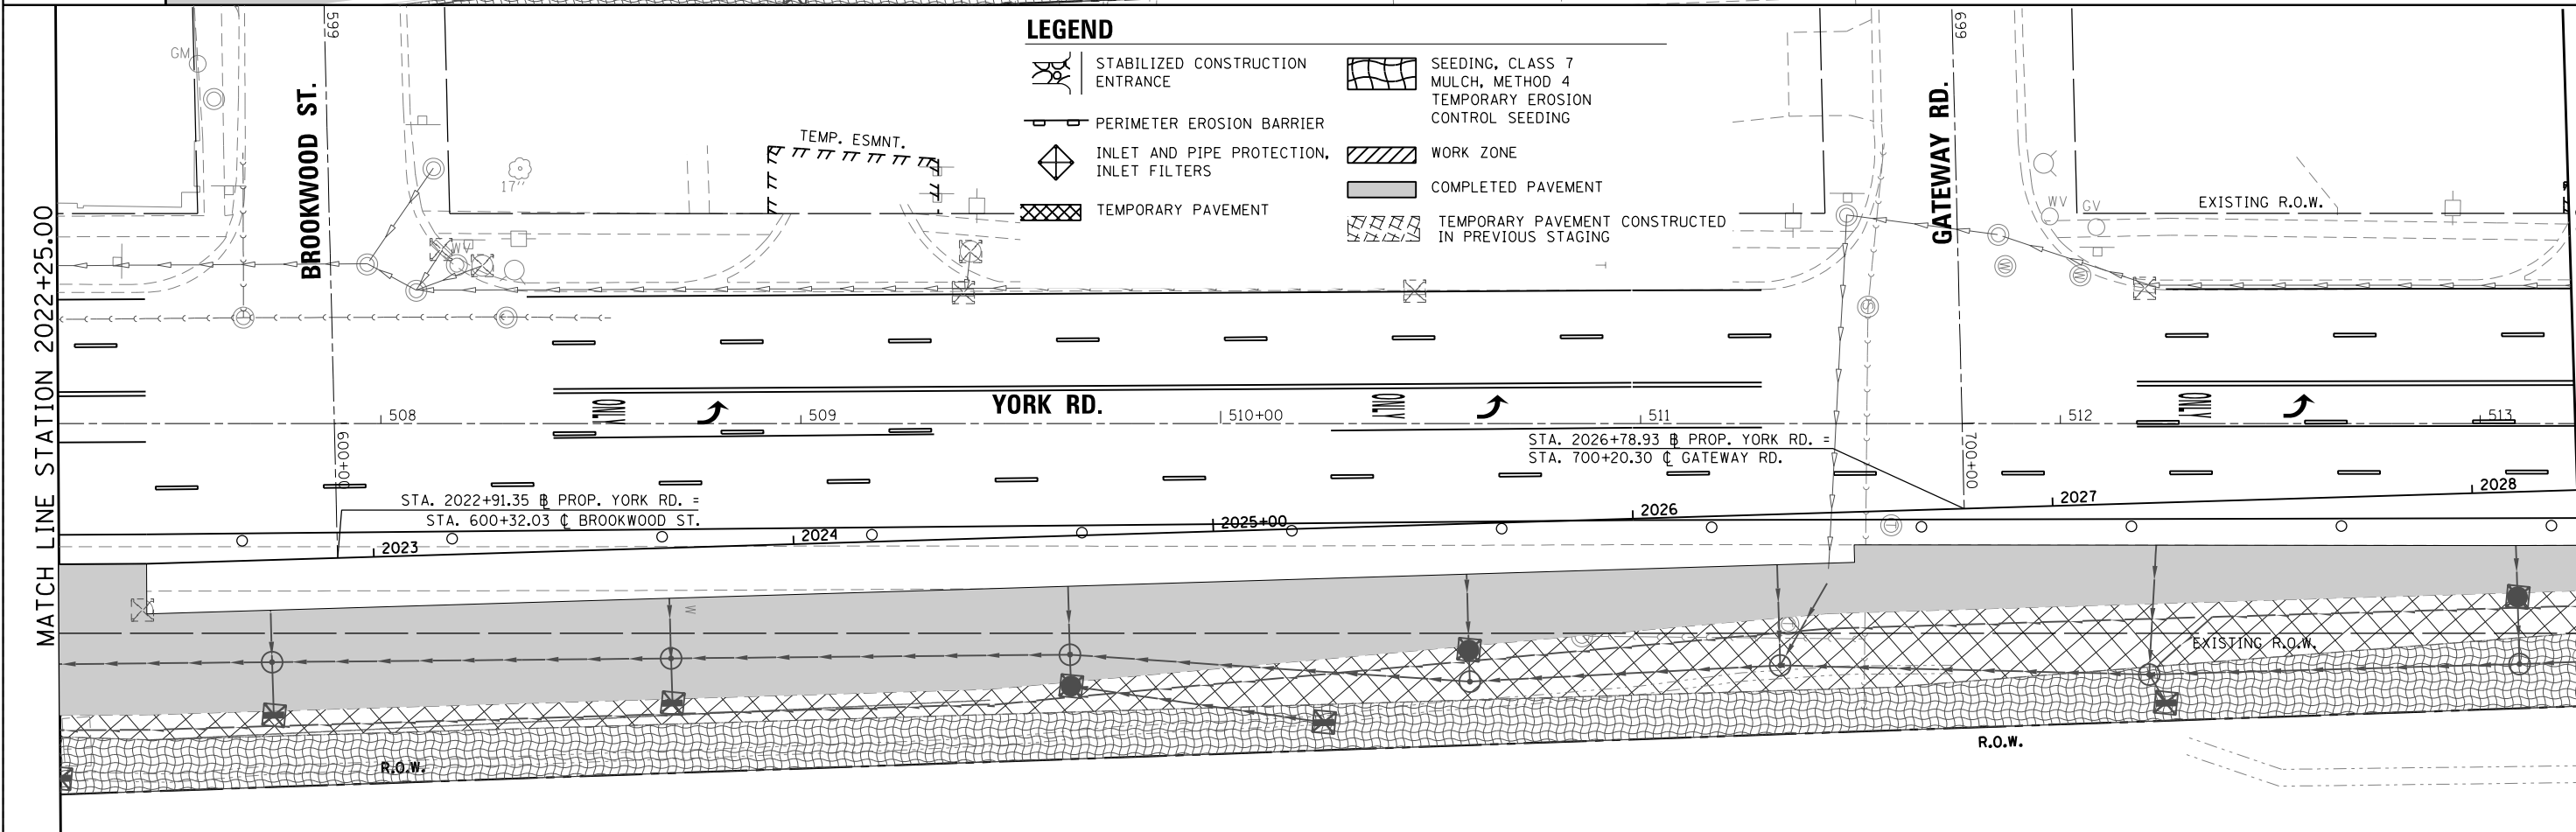 LEGEND
STABILIZED CONSTRUCTION
ENTRANCE
PERIMETER EROSION BARRIER
INLET AND PIPE PROTECTION,
INLET FILTERS
TEMPORARY PAVEMENT
SEEDING, CLASS 7
MULCH, METHOD 4
TEMPORARY EROSION
CONTROL SEEDING
WORK ZONE
COMPLETED PAVEMENT
TEMPORARY PAVEMENT CONSTRUCTED
IN PREVIOUS STAGING
MATCH LINE STATION 2022+25.00
GM
599
BROOKWOOD ST.
17"
WV
TEMP. ESMNT.
699
GATEWAY RD.
WV
GV
EXISTING R.O.W.
W
W
S
508
ONLY
509
YORK RD.
510+00
ONLY
511
512
ONLY
513
600+00
700+00
STA. 2026+78.93 ⅊ PROP. YORK RD. =
STA. 700+20.30 ℄ GATEWAY RD.
STA. 2022+91.35 ⅊ PROP. YORK RD. =
STA. 600+32.03 ℄ BROOKWOOD ST.
2023
2024
2025+00
2026
2027
2028
T
W
EXISTING R.O.W.
R.O.W.
R.O.W.